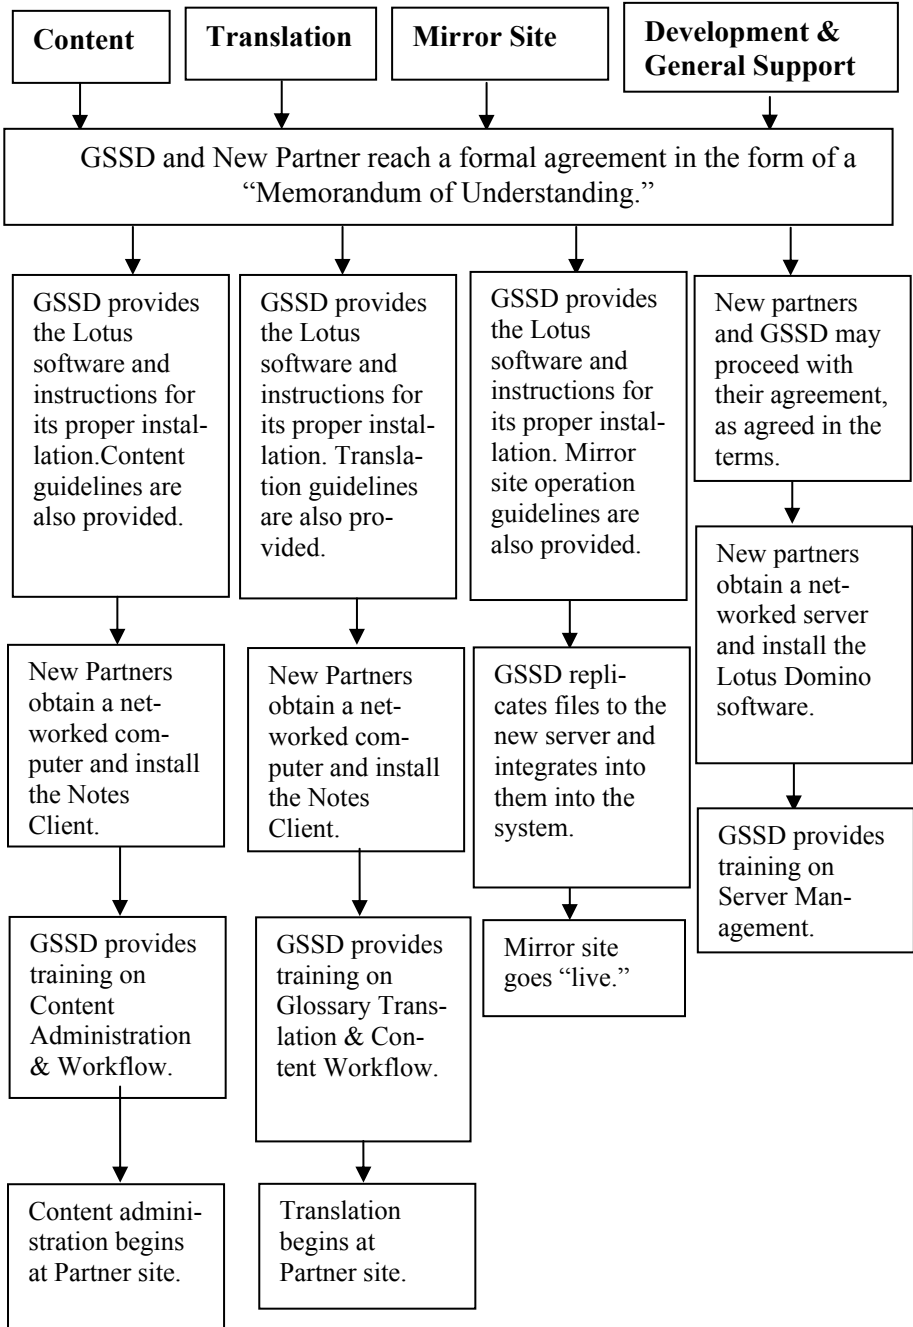 Content
Translation
Mirror Site
Development &
General Support
GSSD and New Partner reach a formal agreement in the form of a
“Memorandum of Understanding.”
GSSD provides
the Lotus
software and
instructions for
its proper instal-
lation.Content
guidelines are
also provided.
New Partners
obtain a net-
worked com-
puter and install
the Notes
Client.
GSSD provides
training on
Content
Administration
& Workflow.
Content admini-
stration begins
at Partner site.
GSSD provides
the Lotus
software and
instructions for
its proper instal-
lation. Transla-
tion guidelines
are also pro-
vided.
New Partners
obtain a net-
worked com-
puter and install
the Notes
Client.
GSSD provides
training on
Glossary Trans-
lation & Con-
tent Workflow.
Translation
begins at
Partner site.
GSSD provides
the Lotus
software and
instructions for
its proper instal-
lation. Mirror
site operation
guidelines are
also provided.
GSSD repli-
cates files to the
new server and
integrates into
them into the
system.
Mirror site
goes “live.”
New partners
and GSSD may
proceed with
their agreement,
as agreed in the
terms.
New partners
obtain a net-
worked server
and install the
Lotus Domino
software.
GSSD provides
training on
Server Man-
agement.